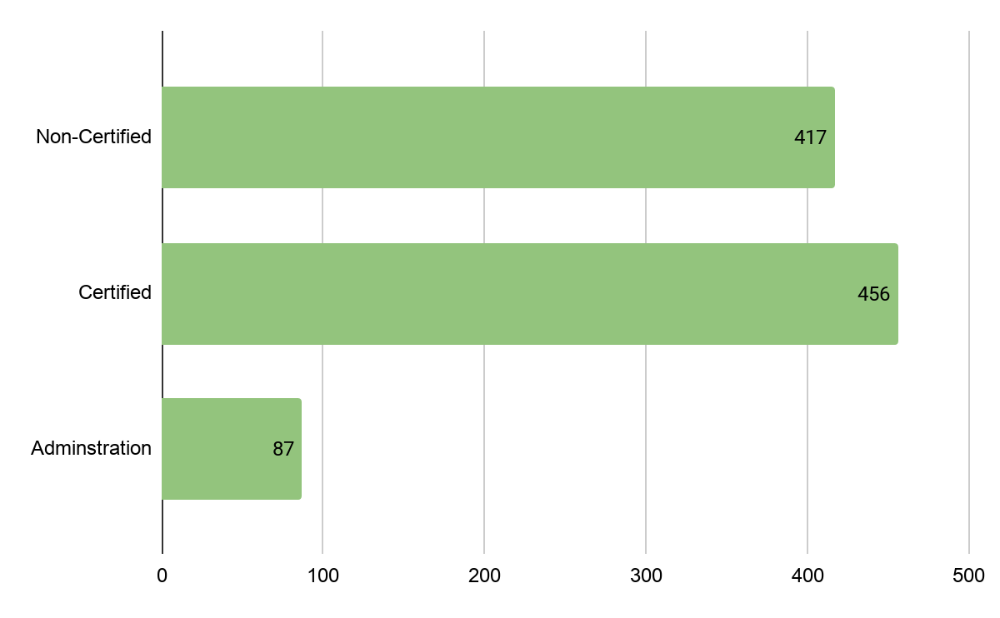 Non-Certified
417
Certified
456
Adminstration
87
0 100 200 300 400 500